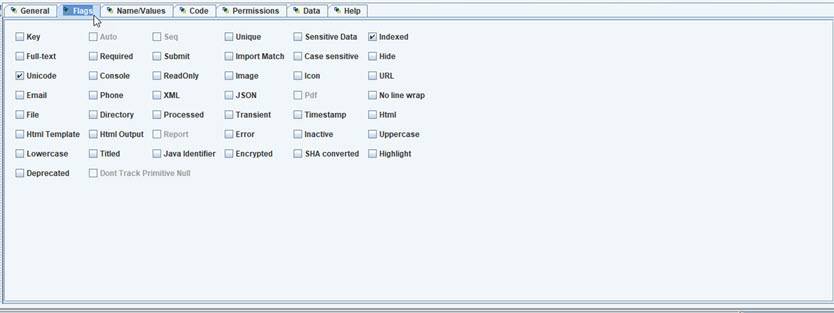 General Flags Name/Values Code Permissions Data Help
Key Auto Seq Unique Sensitive Data Indexed
Full-text Required Submit Import Match Case sensitive Hide
Unicode Console ReadOnly Image Icon URL
Email Phone XML JSON Pdf No line wrap
File Directory Processed Transient Timestamp Html
Html Template Html Output Report Error Inactive Uppercase
Lowercase Titled Java Identifier Encrypted SHA converted Highlight
Deprecated Dont Track Primitive Null